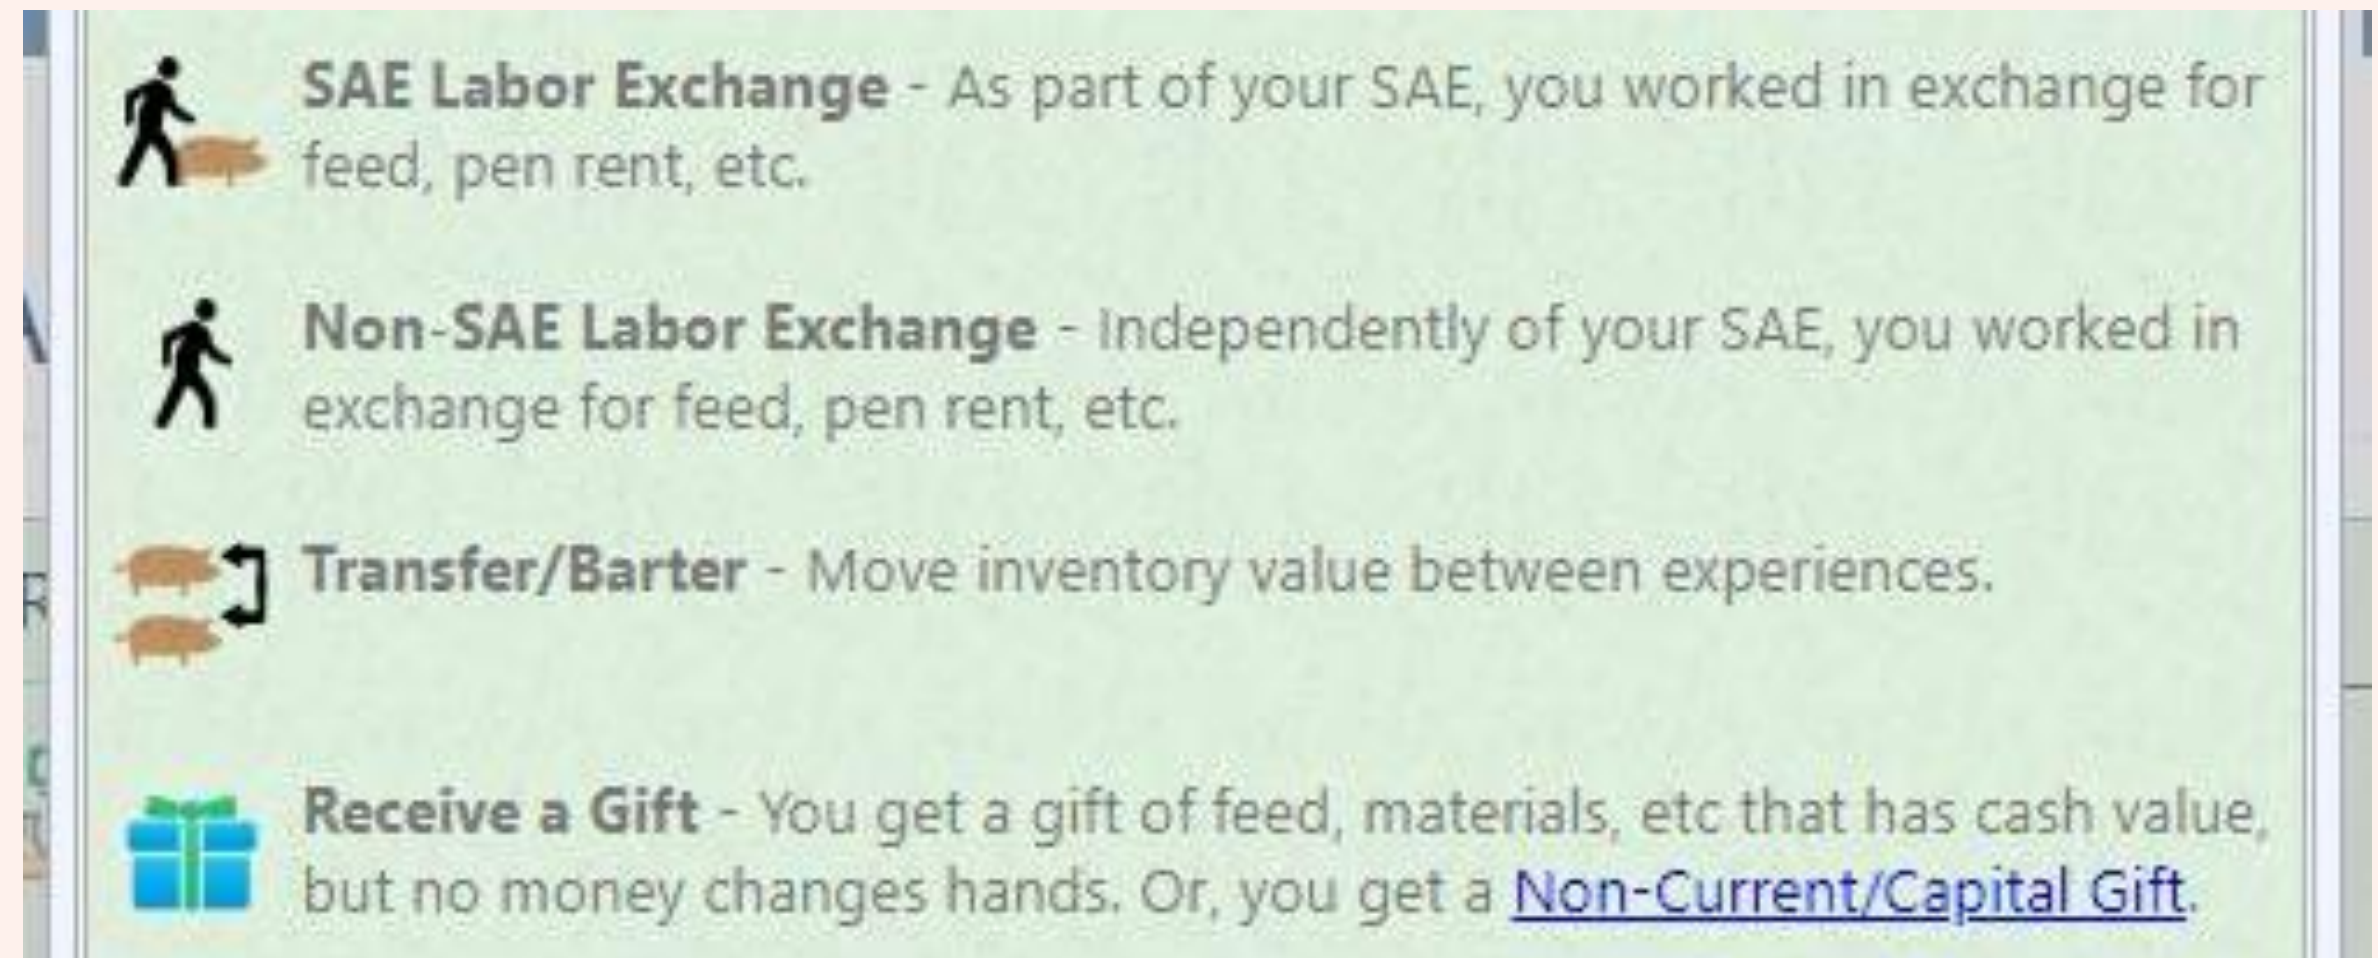 SAE Labor Exchange - As part of your SAE, you worked in exchange for
feed, pen rent, etc.
Non-SAE Labor Exchange - Independently of your SAE, you worked in
exchange for feed, pen rent, etc.
Transfer/Barter - Move inventory value between experiences.
Receive a Gift - You get a gift of feed, materials, etc that has cash value,
but no money changes hands. Or, you get a Non-Current/Capital Gift.